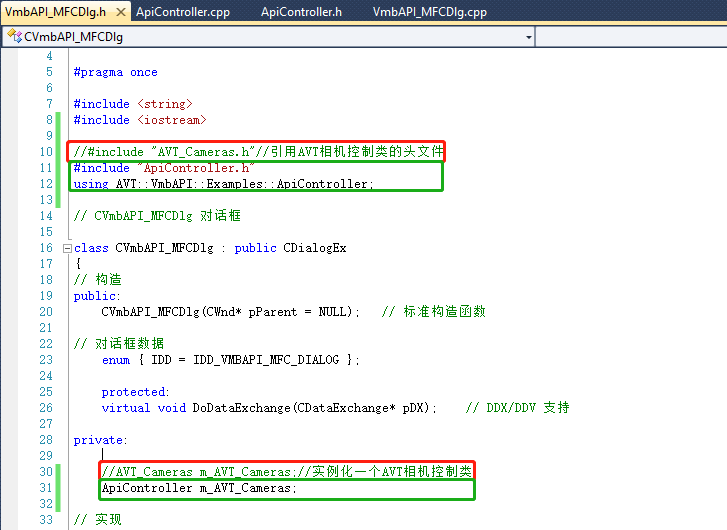 VmbAPI_MFCDlg.h ApiController.cpp ApiController.h VmbAPI_MFCDlg.cpp
CVmbAPI_MFCDlg
4
5 #pragma once
6
7 #include <string>
8 #include <iostream>
9
10 //#include "AVT_Cameras.h"//引用AVT相机控制类的头文件
11 #include "ApiController.h"
12 using AVT::VmbAPI::Examples::ApiController;
13
14 // CVmbAPI_MFCDlg 对话框
15
16 class CVmbAPI_MFCDlg : public CDialogEx
17 {
18 // 构造
19 public:
20 CVmbAPI_MFCDlg(CWnd* pParent = NULL); // 标准构造函数
21
22 // 对话框数据
23 enum { IDD = IDD_VMBAPI_MFC_DIALOG };
24
25 protected:
26 virtual void DoDataExchange(CDataExchange* pDX); // DDX/DDV 支持
27
28 private:
29
30 //AVT_Cameras m_AVT_Cameras;//实例化一个AVT相机控制类
31 ApiController m_AVT_Cameras;
32
33 // 实现